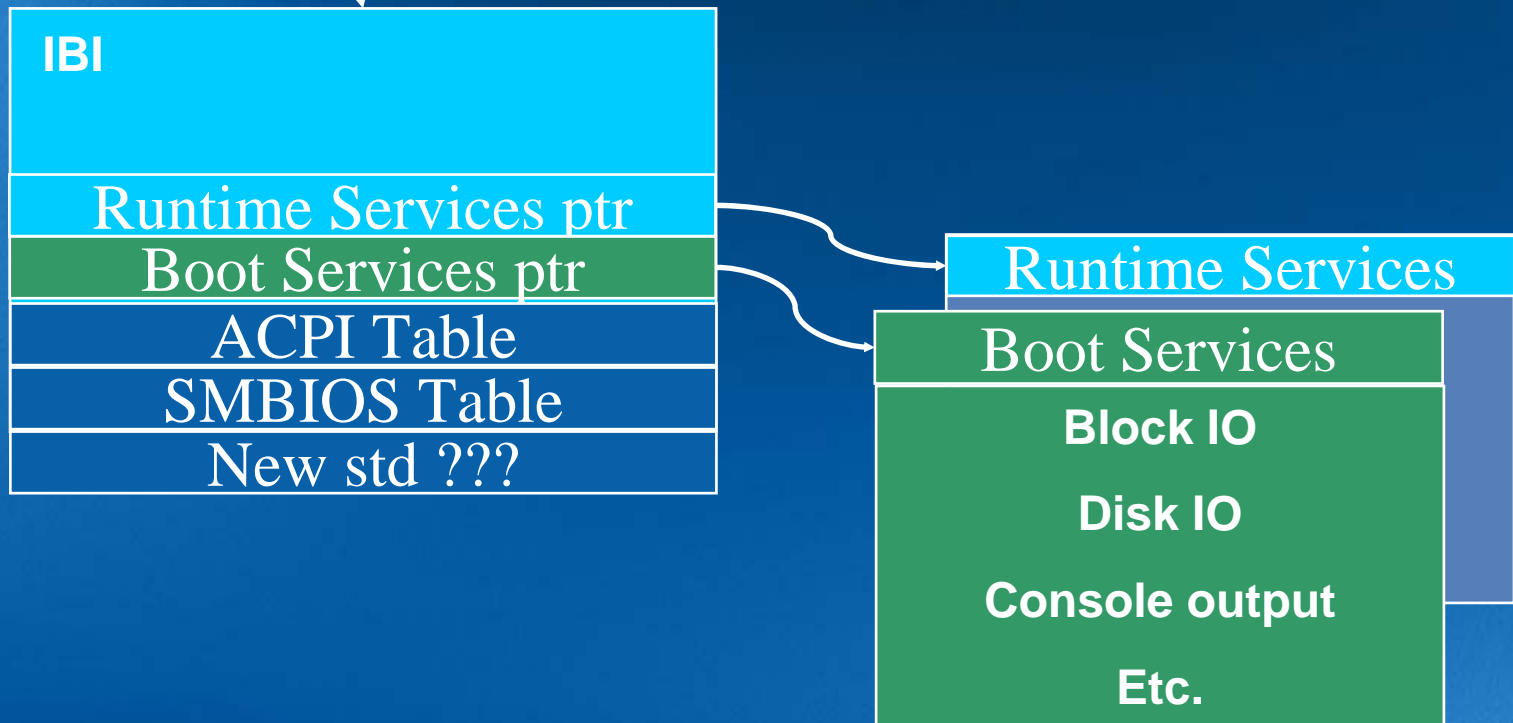 IBI
Runtime Services ptr
Boot Services ptr
ACPI Table
SMBIOS Table
New std ???
Runtime Services
Boot Services
Block IO
Disk IO
Console output
Etc.